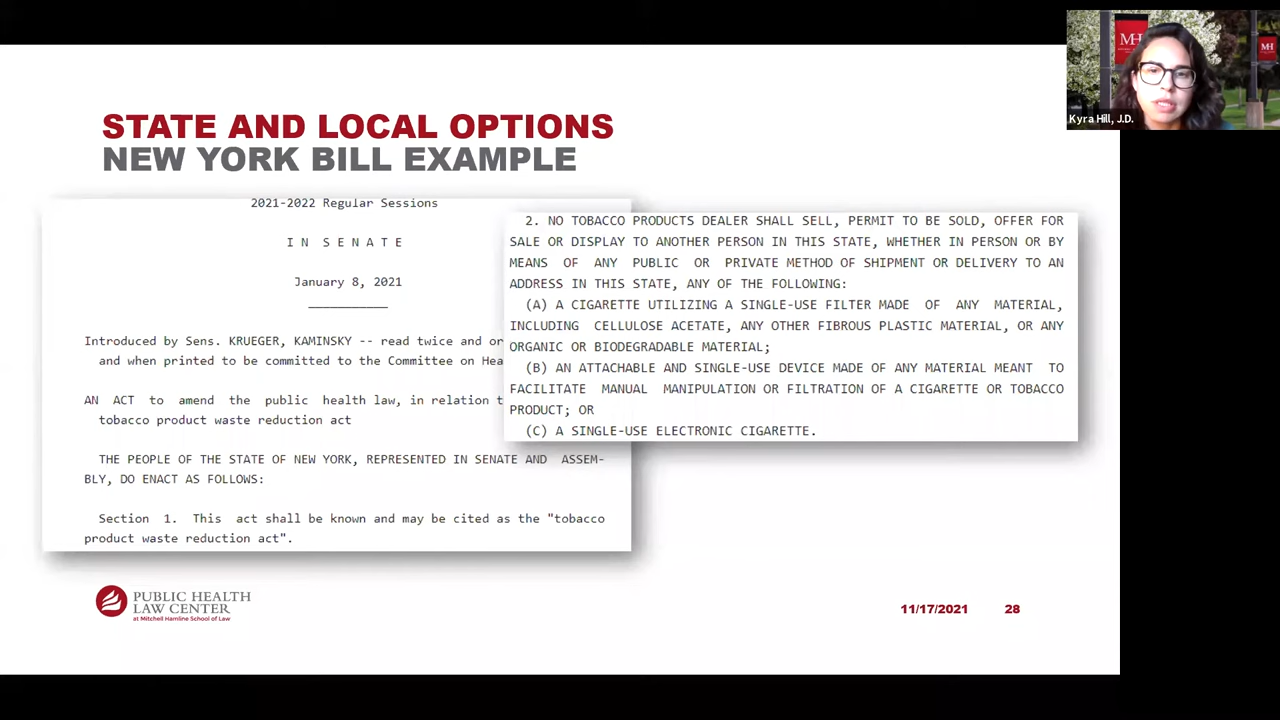 MH
MH
Kyra Hill, J.D.
STATE AND LOCAL OPTIONS
NEW YORK BILL EXAMPLE
2021-2022 Regular Sessions
I N  S E N A T E
January 8, 2021
Introduced by Sens. KRUEGER, KAMINSKY -- read twice and or
and when printed to be committed to the Committee on Hea
AN ACT to amend the public health law, in relation t
tobacco product waste reduction act
THE PEOPLE OF THE STATE OF NEW YORK, REPRESENTED IN SENATE AND ASSEM-
BLY, DO ENACT AS FOLLOWS:
Section 1. This act shall be known and may be cited as the "tobacco
product waste reduction act".
2. NO TOBACCO PRODUCTS DEALER SHALL SELL, PERMIT TO BE SOLD, OFFER FOR
SALE OR DISPLAY TO ANOTHER PERSON IN THIS STATE, WHETHER IN PERSON OR BY
MEANS OF ANY PUBLIC OR PRIVATE METHOD OF SHIPMENT OR DELIVERY TO AN
ADDRESS IN THIS STATE, ANY OF THE FOLLOWING:
(A) A CIGARETTE UTILIZING A SINGLE-USE FILTER MADE OF ANY MATERIAL,
INCLUDING CELLULOSE ACETATE, ANY OTHER FIBROUS PLASTIC MATERIAL, OR ANY
ORGANIC OR BIODEGRADABLE MATERIAL;
(B) AN ATTACHABLE AND SINGLE-USE DEVICE MADE OF ANY MATERIAL MEANT TO
FACILITATE MANUAL MANIPULATION OR FILTRATION OF A CIGARETTE OR TOBACCO
PRODUCT; OR
(C) A SINGLE-USE ELECTRONIC CIGARETTE.
PUBLIC HEALTH
LAW CENTER
at Mitchell Hamline School of Law
11/17/2021
28